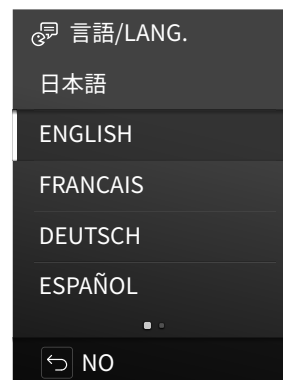 言語/LANG.
日本語
ENGLISH
FRANCAIS
DEUTSCH
ESPAÑOL
NO